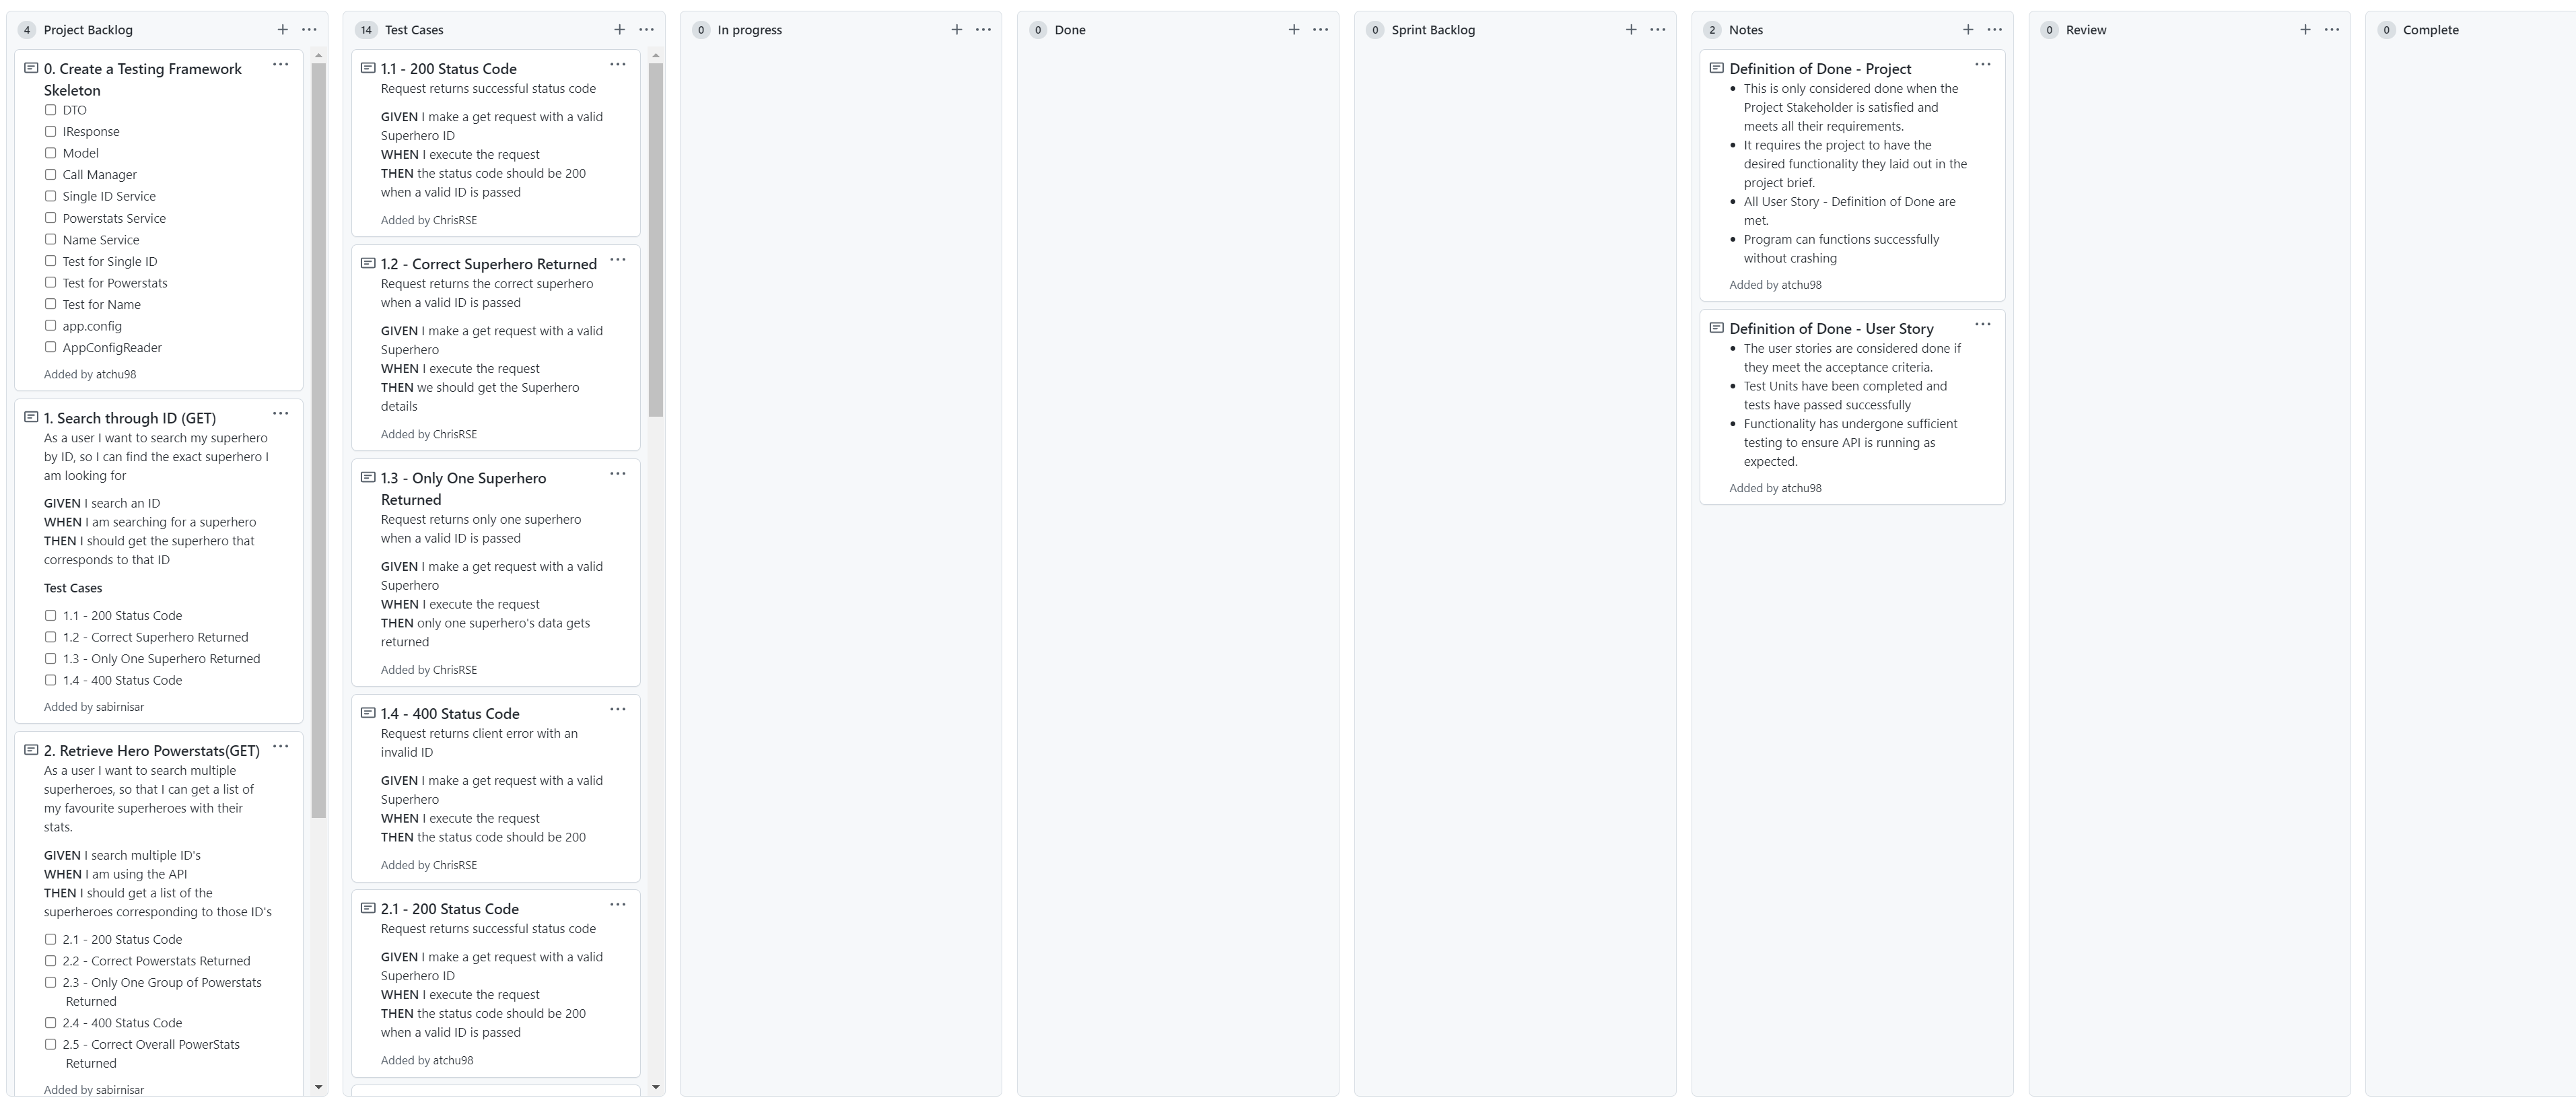 4 Project Backlog
0. Create a Testing Framework
Skeleton
DTO
IResponse
Model
Call Manager
Single ID Service
Powerstats Service
Name Service
Test for Single ID
Test for Powerstats
Test for Name
app.config
AppConfigReader
Added by atchu98
1. Search through ID (GET)
As a user I want to search my superhero
by ID, so I can find the exact superhero I
am looking for
GIVEN I search an ID
WHEN I am searching for a superhero
THEN I should get the superhero that
corresponds to that ID
Test Cases
1.1 - 200 Status Code
1.2 - Correct Superhero Returned
1.3 - Only One Superhero Returned
1.4 - 400 Status Code
Added by sabirnisar
2. Retrieve Hero Powerstats(GET)
As a user I want to search multiple
superheroes, so that I can get a list of
my favourite superheroes with their
stats.
GIVEN I search multiple ID's
WHEN I am using the API
THEN I should get a list of the
superheroes corresponding to those ID's
2.1 - 200 Status Code
2.2 - Correct Powerstats Returned
2.3 - Only One Group of Powerstats
Returned
2.4 - 400 Status Code
2.5 - Correct Overall PowerStats
Returned
Added by sabirnisar
14 Test Cases
1.1 - 200 Status Code
Request returns successful status code
GIVEN I make a get request with a valid
Superhero ID
WHEN I execute the request
THEN the status code should be 200
when a valid ID is passed
Added by ChrisRSE
1.2 - Correct Superhero Returned
Request returns the correct superhero
when a valid ID is passed
GIVEN I make a get request with a valid
Superhero
WHEN I execute the request
THEN we should get the Superhero
details
Added by ChrisRSE
1.3 - Only One Superhero
Returned
Request returns only one superhero
when a valid ID is passed
GIVEN I make a get request with a valid
Superhero
WHEN I execute the request
THEN only one superhero's data gets
returned
Added by ChrisRSE
1.4 - 400 Status Code
Request returns client error with an
invalid ID
GIVEN I make a get request with a valid
Superhero
WHEN I execute the request
THEN the status code should be 200
Added by ChrisRSE
2.1 - 200 Status Code
Request returns successful status code
GIVEN I make a get request with a valid
Superhero ID
WHEN I execute the request
THEN the status code should be 200
when a valid ID is passed
Added by atchu98
0 In progress
0 Done
0 Sprint Backlog
2 Notes
Definition of Done - Project
This is only considered done when the
Project Stakeholder is satisfied and
meets all their requirements.
It requires the project to have the
desired functionality they laid out in the
project brief.
All User Story - Definition of Done are
met.
Program can functions successfully
without crashing
Added by atchu98
Definition of Done - User Story
The user stories are considered done if
they meet the acceptance criteria.
Test Units have been completed and
tests have passed successfully
Functionality has undergone sufficient
testing to ensure API is running as
expected.
Added by atchu98
0 Review
0 Complete